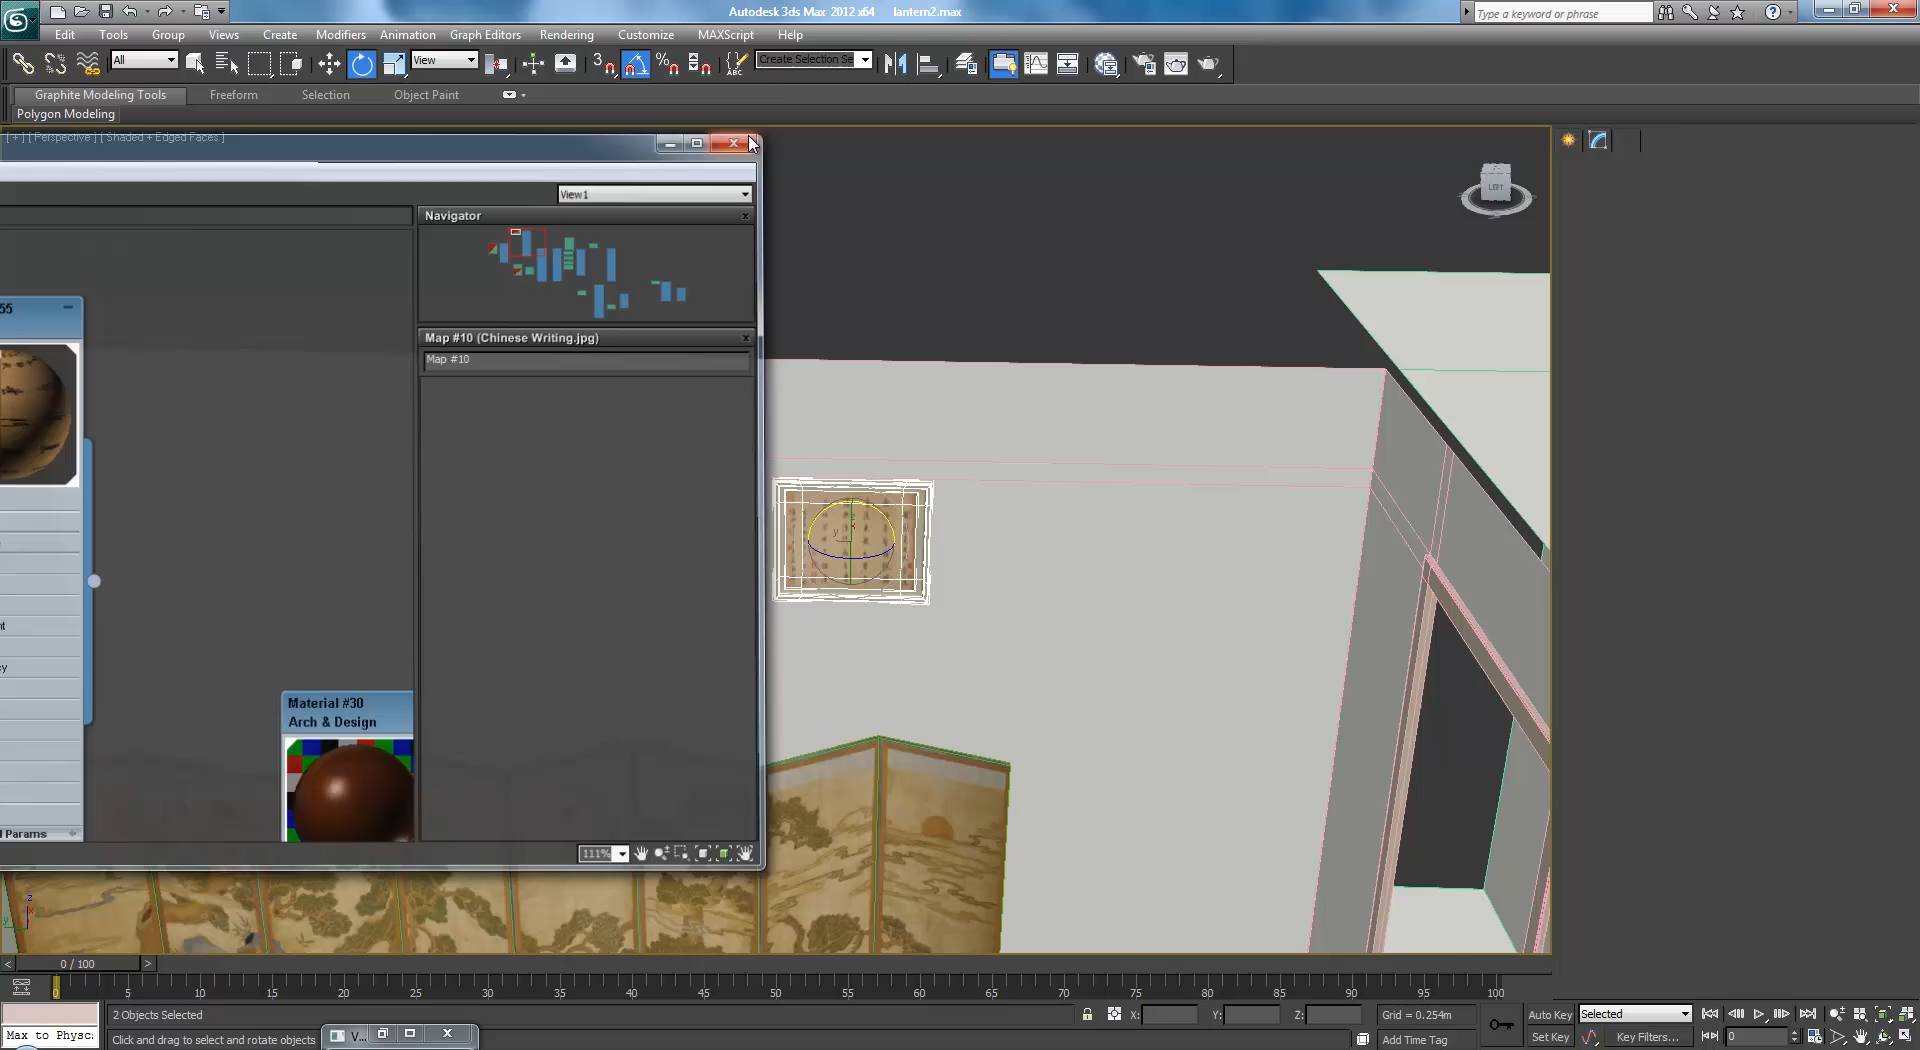 Autodesk 3ds Max 2012 x64 lantern2.max
Type a keyword or phrase
Edit Tools Group Views Create Modifiers Animation Graph Editors Rendering Customize MAXScript Help
All
View
Create Selection Se
Graphite Modeling Tools Freeform Selection Object Paint
Polygon Modeling
[ + ] [ Perspective ] [ Shaded + Edged Faces ]
View1
Navigator
LEFT
55
Map #10 (Chinese Writing.jpg)
Map #10
Material #30
Arch & Design
l Params
111%
0 / 100
0 5 10 15 20 25 30 35 40 45 50 55 60 65 70 75 80 85 90 95 100
2 Objects Selected
X: Y: Z:
Grid = 0.254m
Auto Key
Selected
Max to Physc
Click and drag to select and rotate objects
V...
Add Time Tag
Set Key
Key Filters...
0